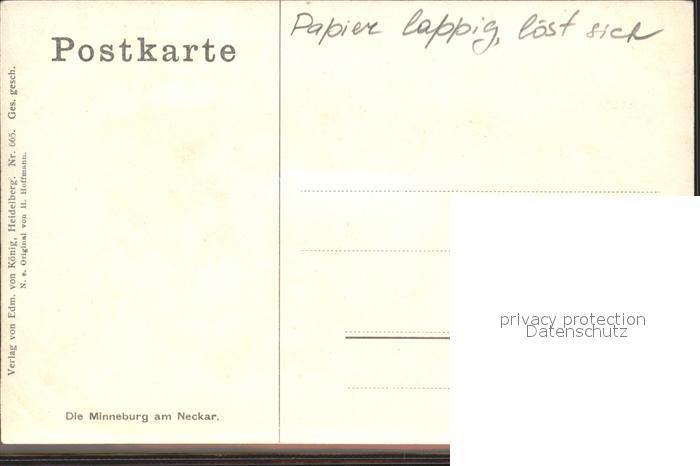 Postkarte
Papier lappig, löst sich
Verlag von Edm. von König, Heidelberg. Nr. 665. Ges. gesch.
N. e. Original von H. Hoffmann.
Die Minneburg am Neckar.
privacy protection
Datenschutz